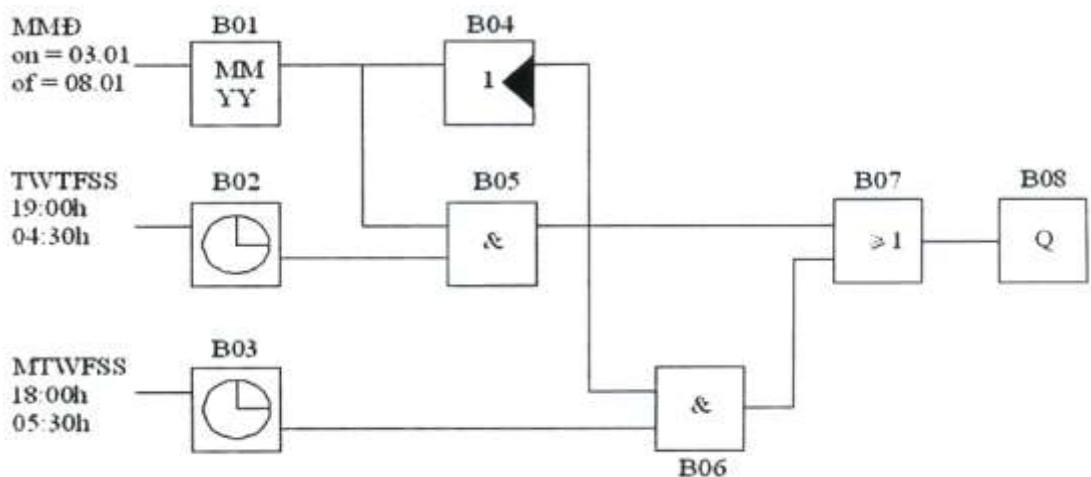 MMĐ
on = 03.01
of = 08.01
B01
MM
YY
B04
1
TWTFSS
19:00h
04:30h
B02
B05
&
B07
⩾1
B08
Q
MTWFSS
18:00h
05:30h
B03
&
B06